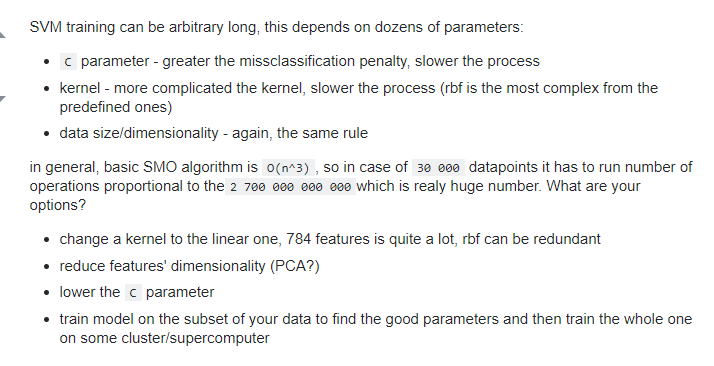 SVM training can be arbitrary long, this depends on dozens of parameters:
• C parameter - greater the missclassification penalty, slower the process
• kernel - more complicated the kernel, slower the process (rbf is the most complex from the
predefined ones)
• data size/dimensionality - again, the same rule
in general, basic SMO algorithm is O(n^3) , so in case of 30 000 datapoints it has to run number of
operations proportional to the 2 700 000 000 000 which is realy huge number. What are your
options?
• change a kernel to the linear one, 784 features is quite a lot, rbf can be redundant
• reduce features' dimensionality (PCA?)
• lower the C parameter
• train model on the subset of your data to find the good parameters and then train the whole one
on some cluster/supercomputer